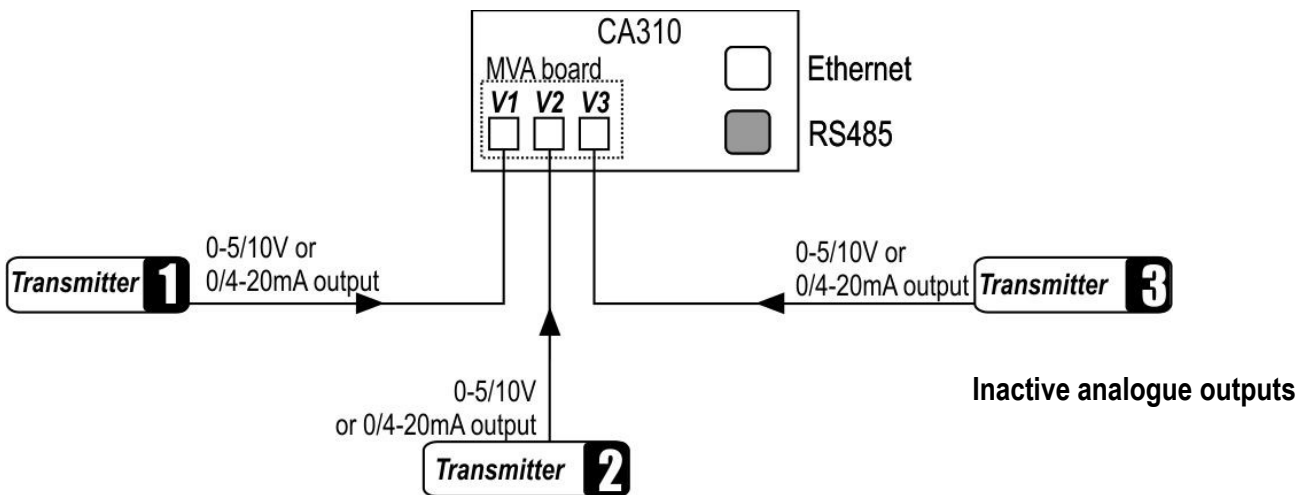 CA310
MVA board
V1 V2 V3
Ethernet
RS485
0-5/10V or
0/4-20mA output
Transmitter 1
0-5/10V or
0/4-20mA output
Transmitter 3
0-5/10V
or 0/4-20mA output
Transmitter 2
Inactive analogue outputs